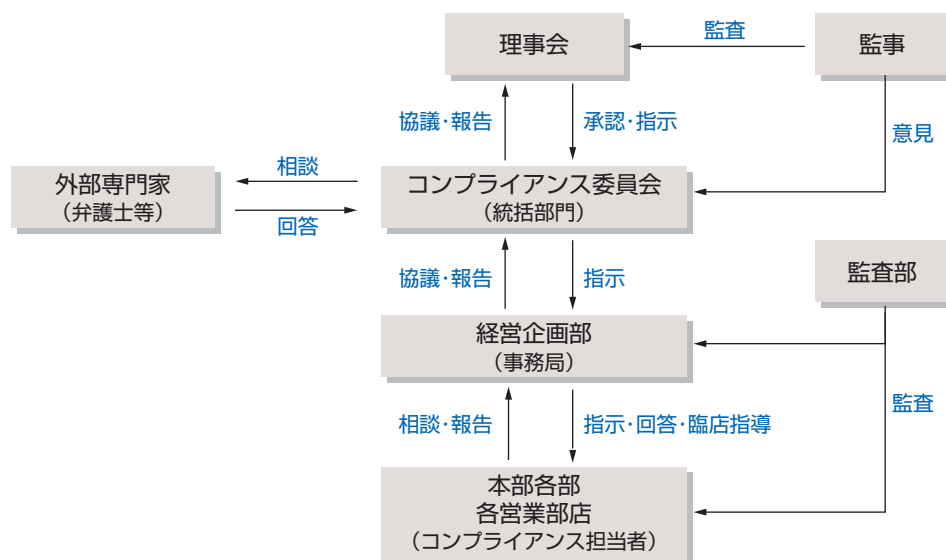 理事会
監査
監事
協議・報告
承認・指示
意見
外部専門家
（弁護士等）
相談
回答
コンプライアンス委員会
（統括部門）
協議・報告
指示
監査部
経営企画部
（事務局）
監査
相談・報告
指示・回答・臨店指導
本部各部
各営業部店
（コンプライアンス担当者）